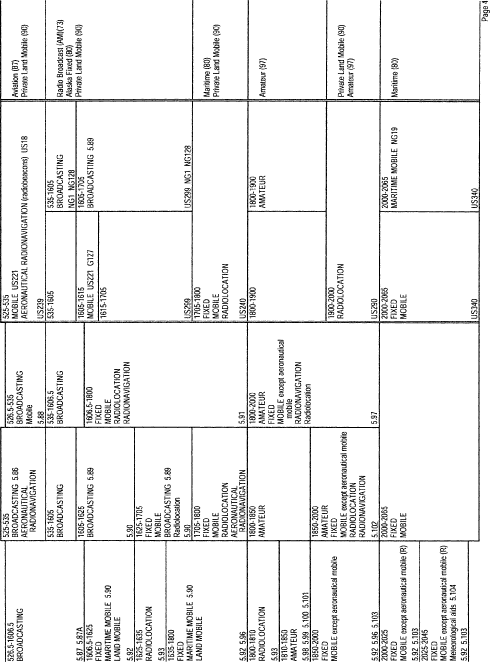 526.5-1606.5
BROADCASTING
5.87 5.87A
1606.5-1625
FIXED
MARITIME MOBILE 5.90
LAND MOBILE
5.92
1625-1635
RADIOLOCATION
5.93
1635-1800
FIXED
MARITIME MOBILE 5.90
LAND MOBILE
5.92 5.96
1800-1810
RADIOLOCATION
5.93
1810-1850
AMATEUR
5.98 5.99 5.100 5.101
1850-2000
FIXED
MOBILE except aeronautical mobile
5.92 5.96 5.103
2000-2025
FIXED
MOBILE except aeronautical mobile (R)
5.92 5.103
2025-2045
FIXED
MOBILE except aeronautical mobile (R)
Meteorological aids 5.104
5.92 5.103
525-535
BROADCASTING 5.86
AERONAUTICAL
RADIONAVIGATION
535-1605
BROADCASTING
1605-1625
BROADCASTING 5.89
5.90
1625-1705
FIXED
MOBILE
BROADCASTING 5.89
Radiolocation
5.90
1705-1800
FIXED
MOBILE
RADIOLOCATION
AERONAUTICAL
RADIONAVIGATION
1800-1850
AMATEUR
1850-2000
AMATEUR
FIXED
MOBILE except aeronautical mobile
RADIOLOCATION
RADIONAVIGATION
5.102
2000-2065
FIXED
MOBILE
526.5-535
BROADCASTING
Mobile
5.88
535-1606.5
BROADCASTING
1606.5-1800
FIXED
MOBILE
RADIOLOCATION
RADIONAVIGATION
5.91
1800-2000
AMATEUR
FIXED
MOBILE except aeronautical
mobile
RADIONAVIGATION
Radiolocation
5.97
525-535
MOBILE US221
AERONAUTICAL RADIONAVIGATION (radiobeacons) US18
US239
535-1605
1605-1615
MOBILE US221 G127
1615-1705
US299
1705-1800
FIXED
MOBILE
RADIOLOCATION
US240
1800-1900
1900-2000
RADIOLOCATION
US290
2000-2065
FIXED
MOBILE
US340
535-1605
BROADCASTING
NG1 NG128
1605-1705
BROADCASTING 5.89
US299 NG1 NG128
1800-1900
AMATEUR
2000-2065
MARITIME MOBILE NG19
US340
Aviation (87)
Private Land Mobile (90)
Radio Broadcast (AM)(73)
Alaska Fixed (80)
Private Land Mobile (90)
Maritime (80)
Private Land Mobile (90)
Amateur (97)
Private Land Mobile (90)
Amateur (97)
Maritime (80)
Page 4